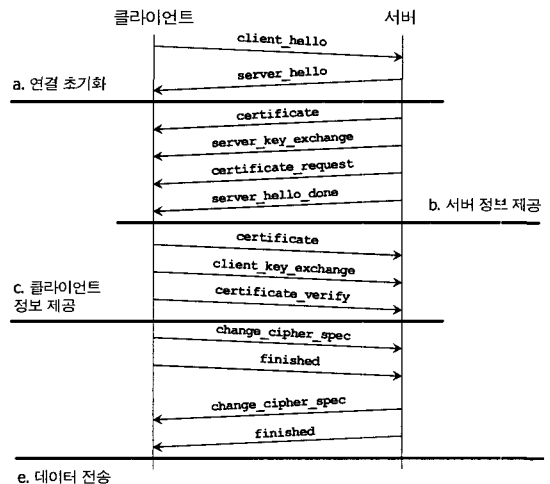 클라이언트 서버
client_hello
server_hello
a. 연결 초기화
certificate
server_key_exchange
certificate_request
server_hello_done
b. 서버 정보 제공
certificate
client_key_exchange
c. 클라이언트
정보 제공
certificate_verify
change_cipher_spec
finished
change_cipher_spec
finished
e. 데이터 전송